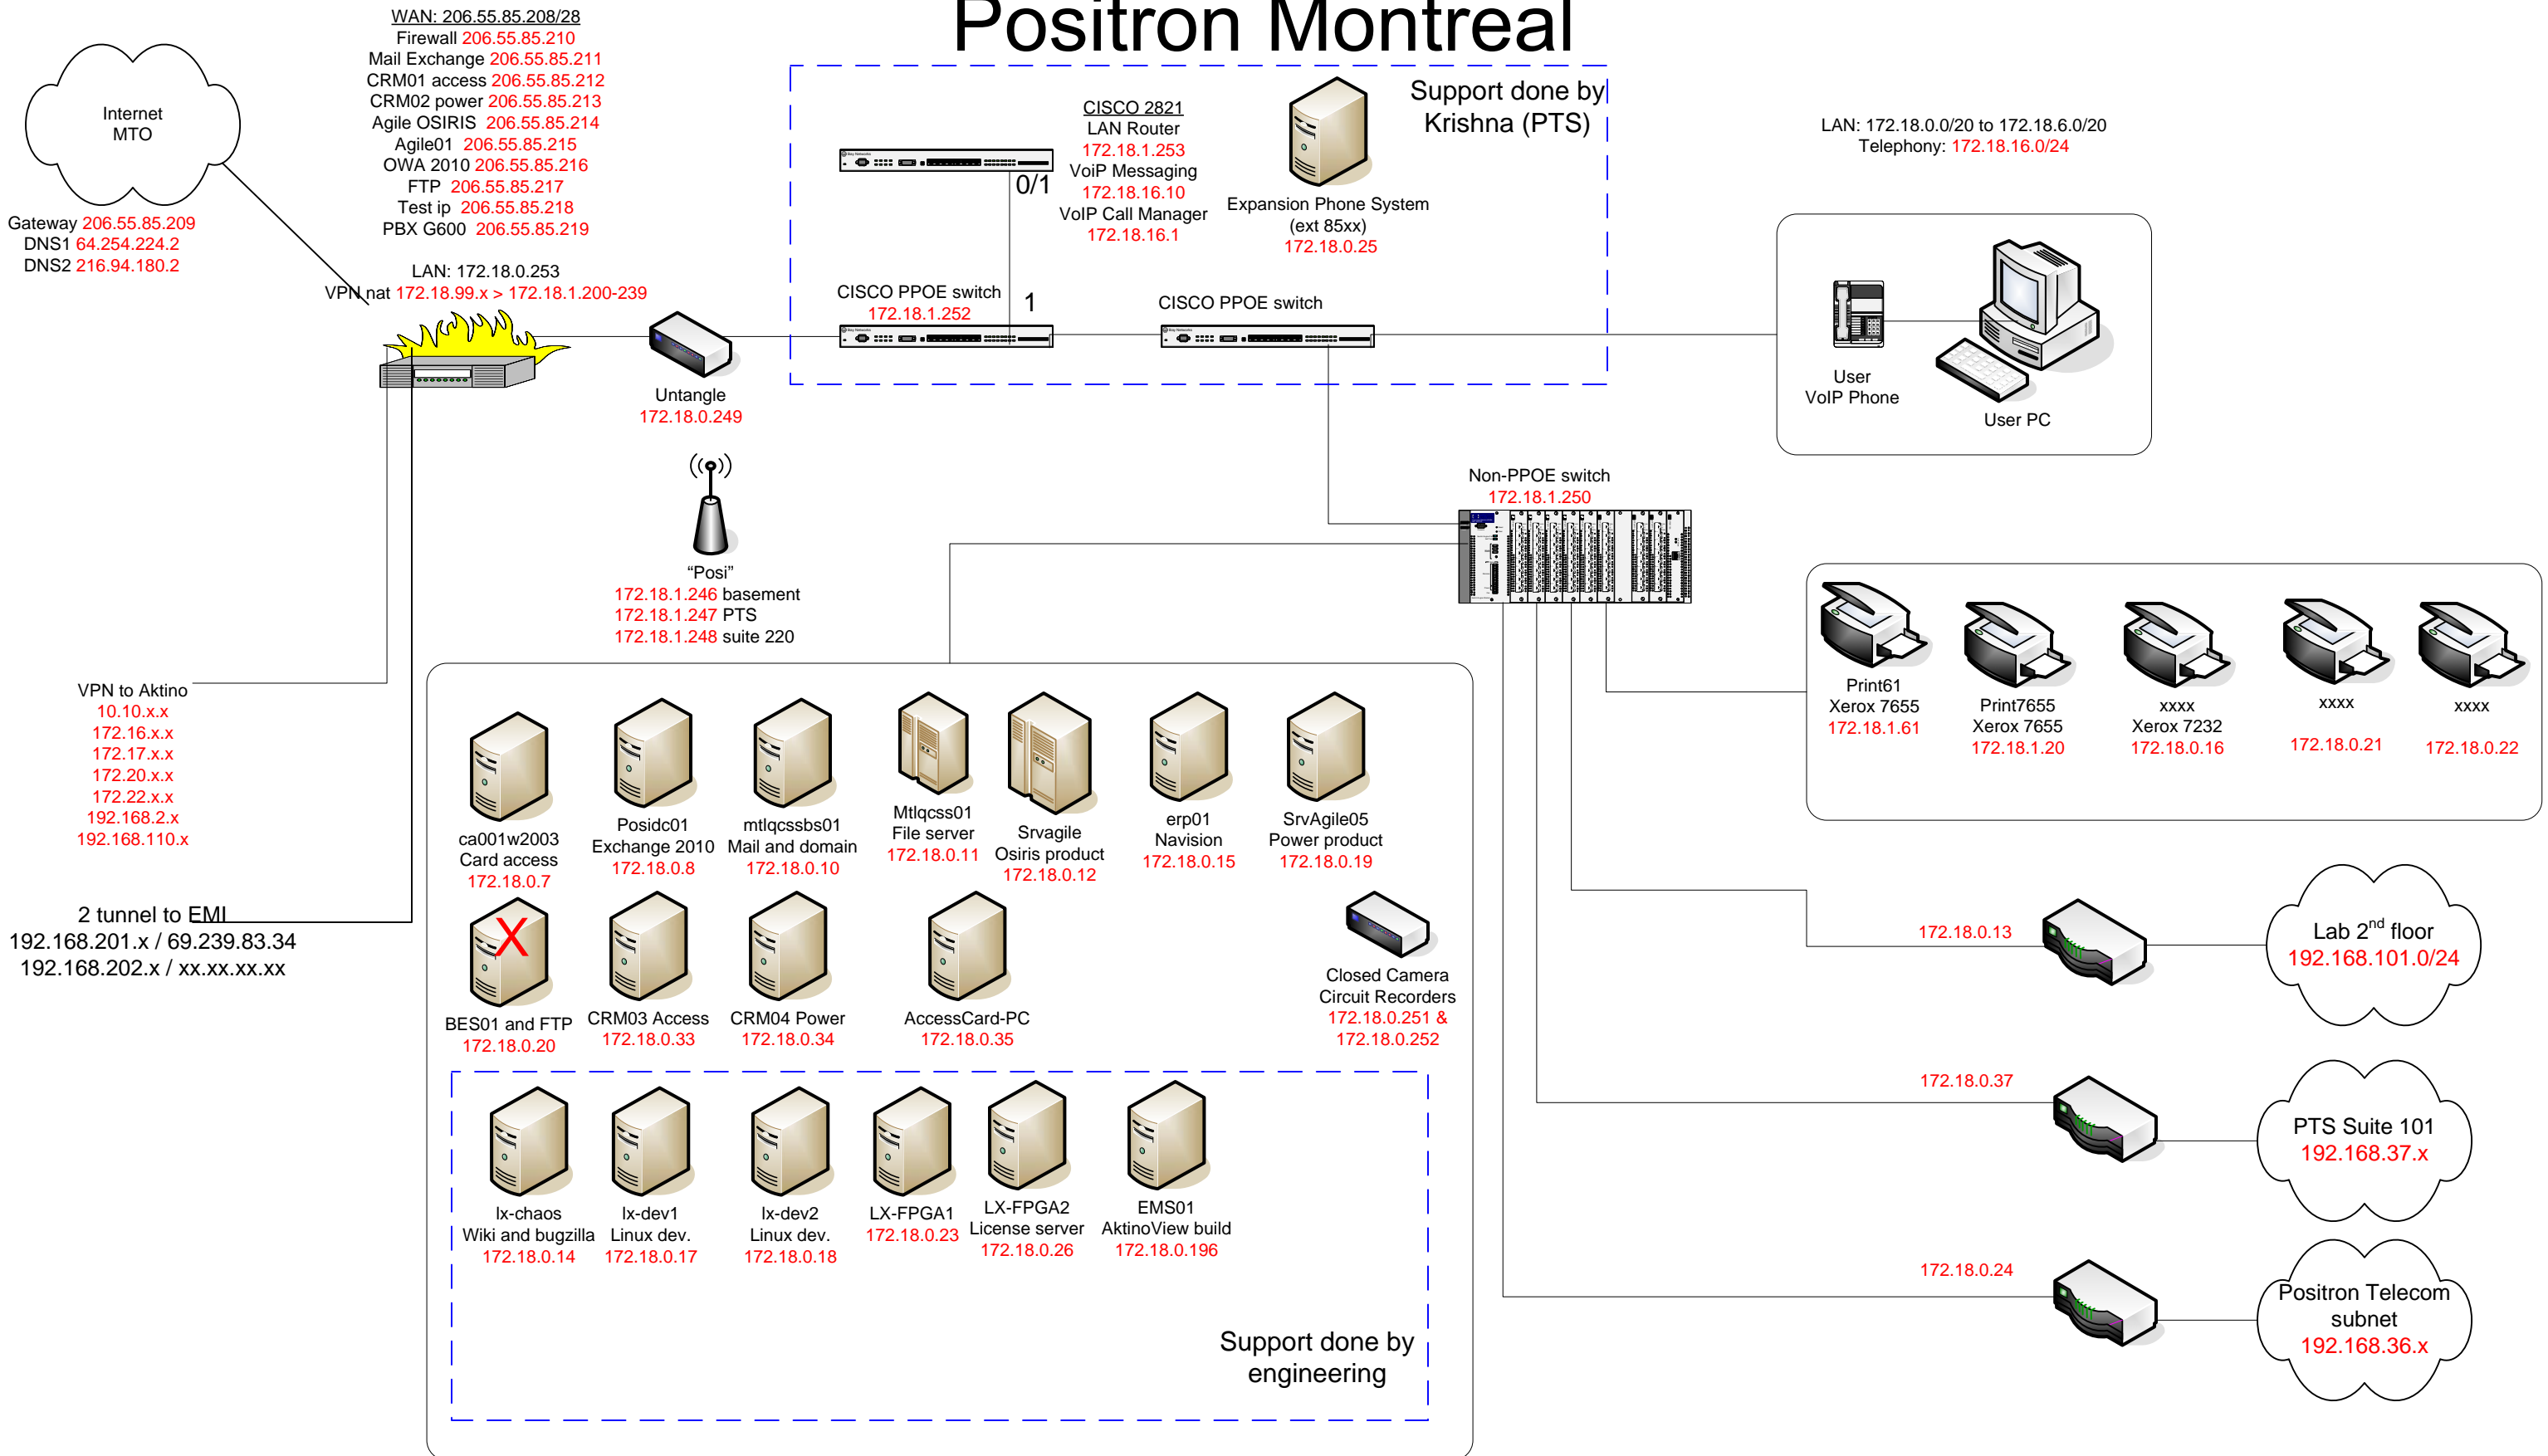 Positron Montreal
WAN: 206.55.85.208/28
Firewall 206.55.85.210
Mail Exchange 206.55.85.211
CRM01 access 206.55.85.212
CRM02 power 206.55.85.213
Agile OSIRIS 206.55.85.214
Agile01 206.55.85.215
OWA 2010 206.55.85.216
FTP 206.55.85.217
Test ip 206.55.85.218
PBX G600 206.55.85.219
Internet
MTO
Gateway 206.55.85.209
DNS1 64.254.224.2
DNS2 216.94.180.2
LAN: 172.18.0.253
VPN nat 172.18.99.x > 172.18.1.200-239
Untangle
172.18.0.249
CISCO 2821
LAN Router
172.18.1.253
VoiP Messaging
172.18.16.10
VoIP Call Manager
172.18.16.1
0/1
1
Expansion Phone System
(ext 85xx)
172.18.0.25
Support done by
Krishna (PTS)
CISCO PPOE switch
172.18.1.252
CISCO PPOE switch
LAN: 172.18.0.0/20 to 172.18.6.0/20
Telephony: 172.18.16.0/24
User
VoIP Phone
User PC
"Posi"
172.18.1.246 basement
172.18.1.247 PTS
172.18.1.248 suite 220
Non-PPOE switch
172.18.1.250
VPN to Aktino
10.10.x.x
172.16.x.x
172.17.x.x
172.20.x.x
172.22.x.x
192.168.2.x
192.168.110.x
2 tunnel to EMI
192.168.201.x / 69.239.83.34
192.168.202.x / xx.xx.xx.xx
Print61
Xerox 7655
172.18.1.61
Print7655
Xerox 7655
172.18.1.20
xxxx
Xerox 7232
172.18.0.16
xxxx
172.18.0.21
xxxx
172.18.0.22
ca001w2003
Card access
172.18.0.7
Posidc01
Exchange 2010
172.18.0.8
mtlqcssbs01
Mail and domain
172.18.0.10
Mtlqcss01
File server
172.18.0.11
Srvagile
Osiris product
172.18.0.12
erp01
Navision
172.18.0.15
SrvAgile05
Power product
172.18.0.19
X
BES01 and FTP
172.18.0.20
CRM03 Access
172.18.0.33
CRM04 Power
172.18.0.34
AccessCard-PC
172.18.0.35
Closed Camera
Circuit Recorders
172.18.0.251 &
172.18.0.252
lx-chaos
Wiki and bugzilla
172.18.0.14
lx-dev1
Linux dev.
172.18.0.17
lx-dev2
Linux dev.
172.18.0.18
LX-FPGA1
172.18.0.23
LX-FPGA2
License server
172.18.0.26
EMS01
AktinoView build
172.18.0.196
Support done by
engineering
172.18.0.13
Lab 2nd floor
192.168.101.0/24
172.18.0.37
PTS Suite 101
192.168.37.x
172.18.0.24
Positron Telecom
subnet
192.168.36.x